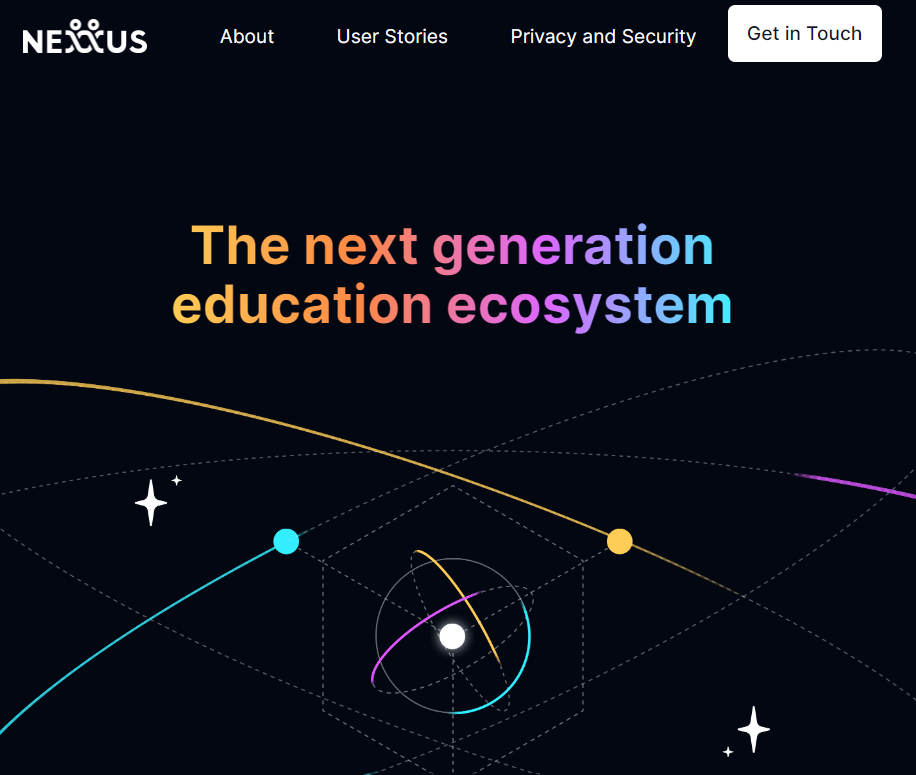 NEXXUS
About
User Stories
Privacy and Security
Get in Touch
The next generation
education ecosystem